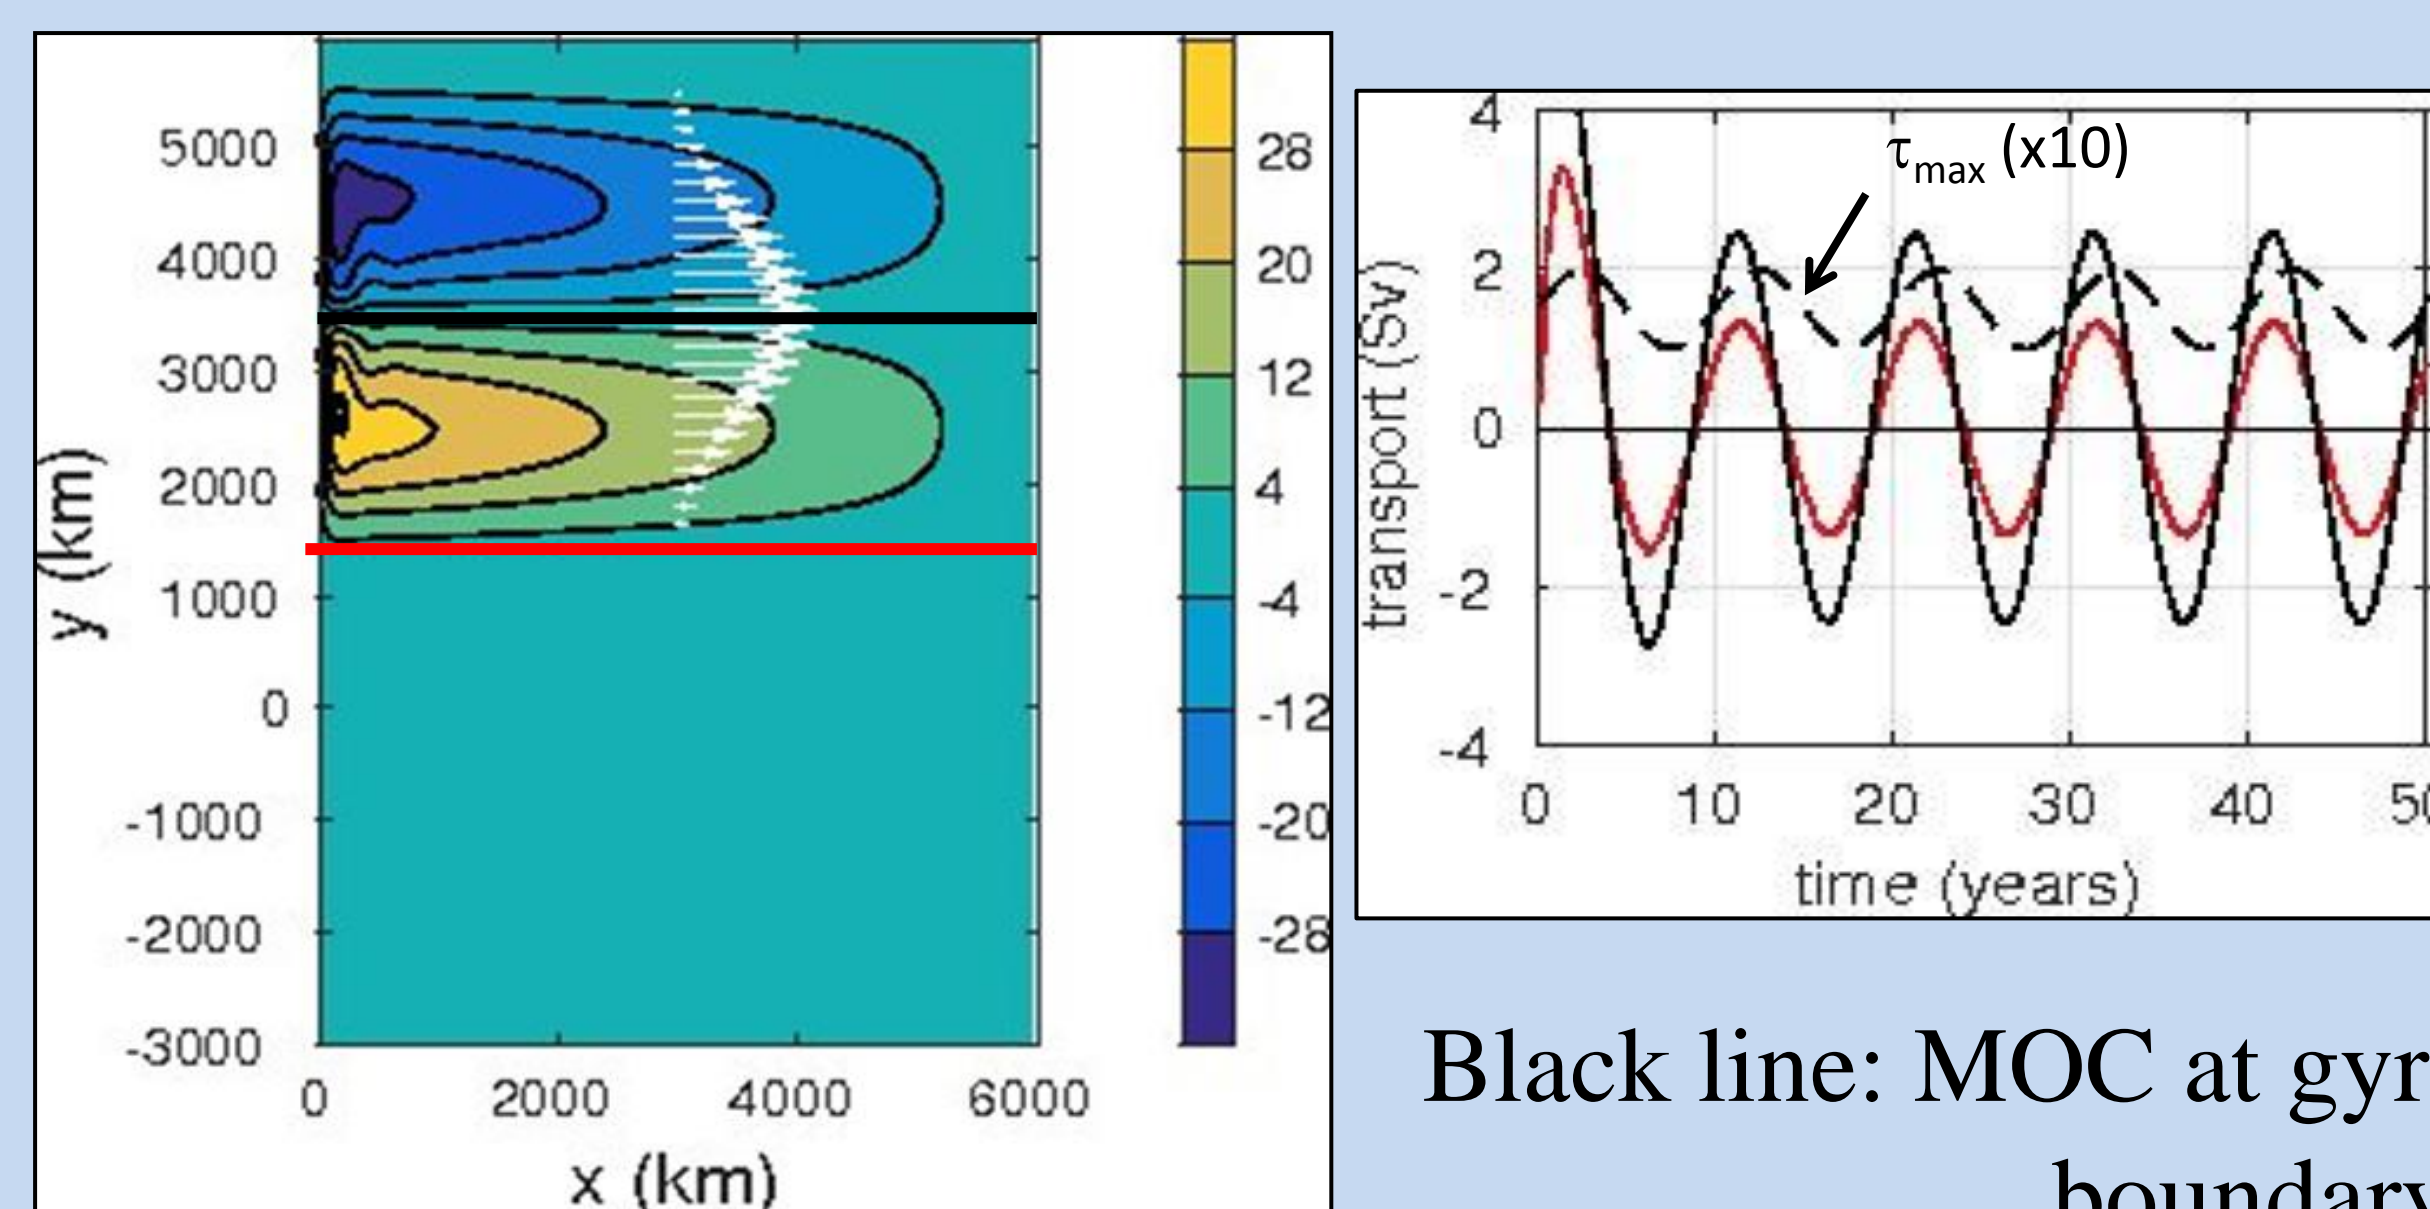 5000
4000
3000
2000
1000
0
-1000
-2000
-3000
y (km)
0 2000 4000 6000
x (km)
28
20
12
4
-4
-12
-20
-28
τmax (x10)
4
2
0
-2
-4
transport (Sv)
0 10 20 30 40
time (years)
Black line: MOC at
boundary